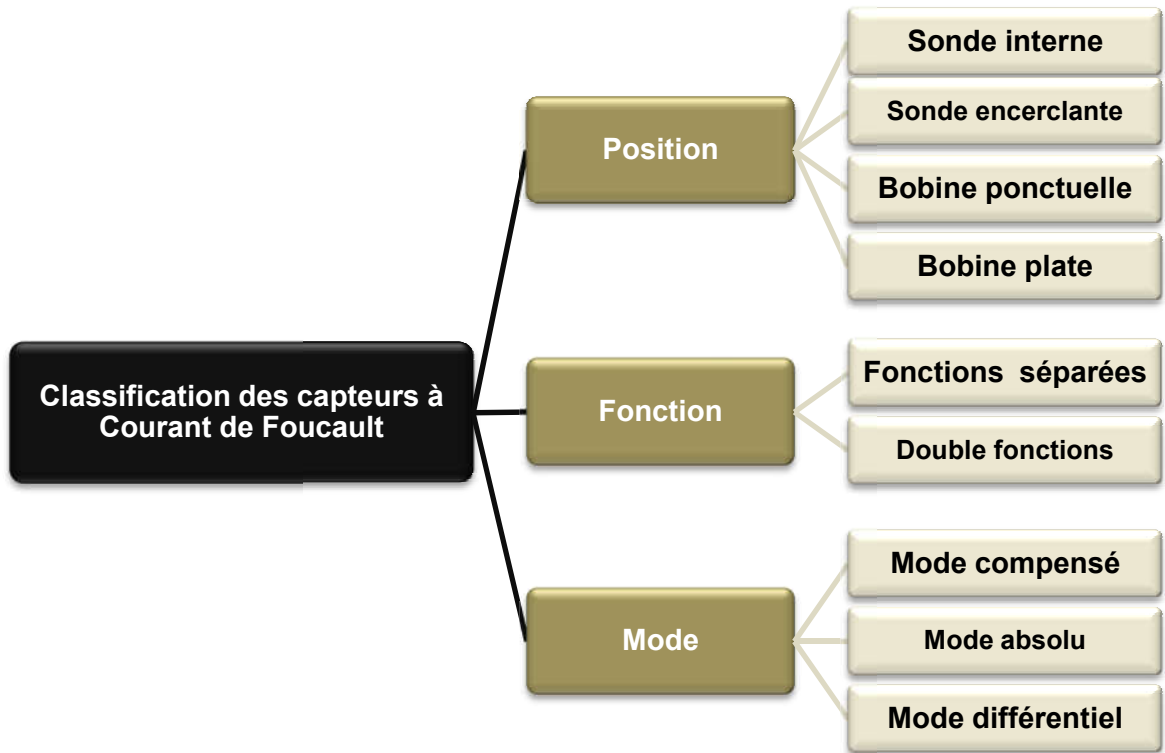 Classification des capteurs à
Courant de Foucault
Position
Sonde interne
Sonde encerclante
Bobine ponctuelle
Bobine plate
Fonction
Fonctions séparées
Double fonctions
Mode
Mode compensé
Mode absolu
Mode différentiel